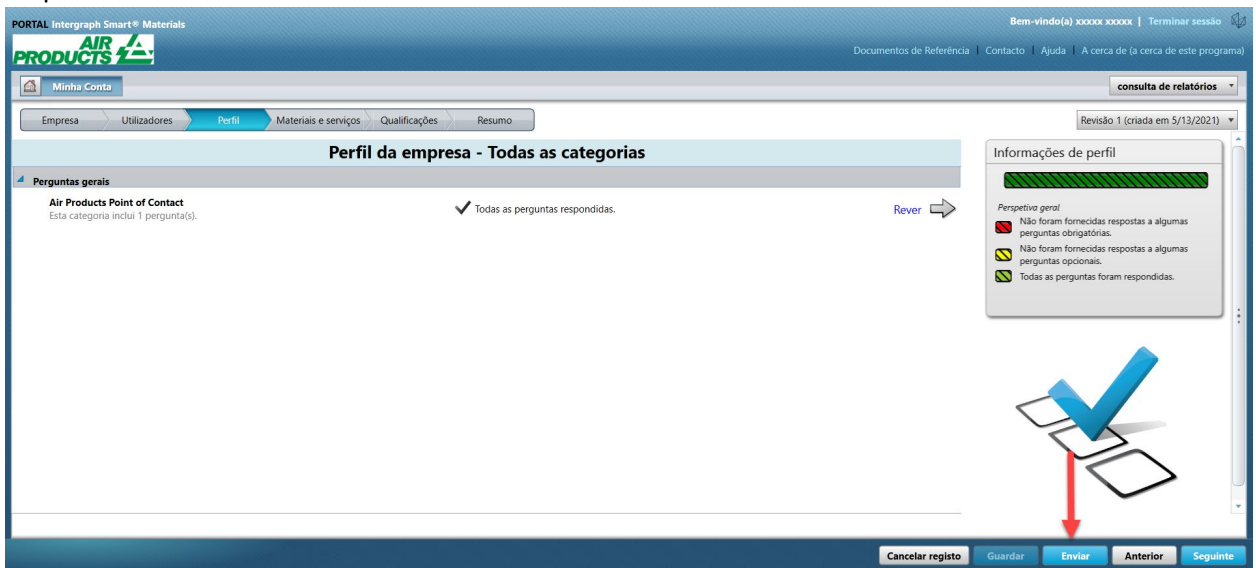 PORTAL Intergraph Smart® Materials
Bem-vindo(a) xxxxx xxxxx | Terminar sessão
AIR
PRODUCTS
Documentos de Referência | Contacto | Ajuda | A cerca de (a cerca de este programa)
Minha Conta
consulta de relatórios
Empresa Utilizadores Perfil Materiais e serviços Qualificações Resumo
Revisão 1 (criada em 5/13/2021)
Perfil da empresa - Todas as categorias
Perguntas gerais
Air Products Point of Contact
Esta categoria inclui 1 pergunta(s).
Todas as perguntas respondidas.
Rever
Informações de perfil
Perspetiva geral
Não foram fornecidas respostas a algumas
perguntas obrigatórias.
Não foram fornecidas respostas a algumas
perguntas opcionais.
Todas as perguntas foram respondidas.
Cancelar registo Guardar Enviar Anterior Seguinte